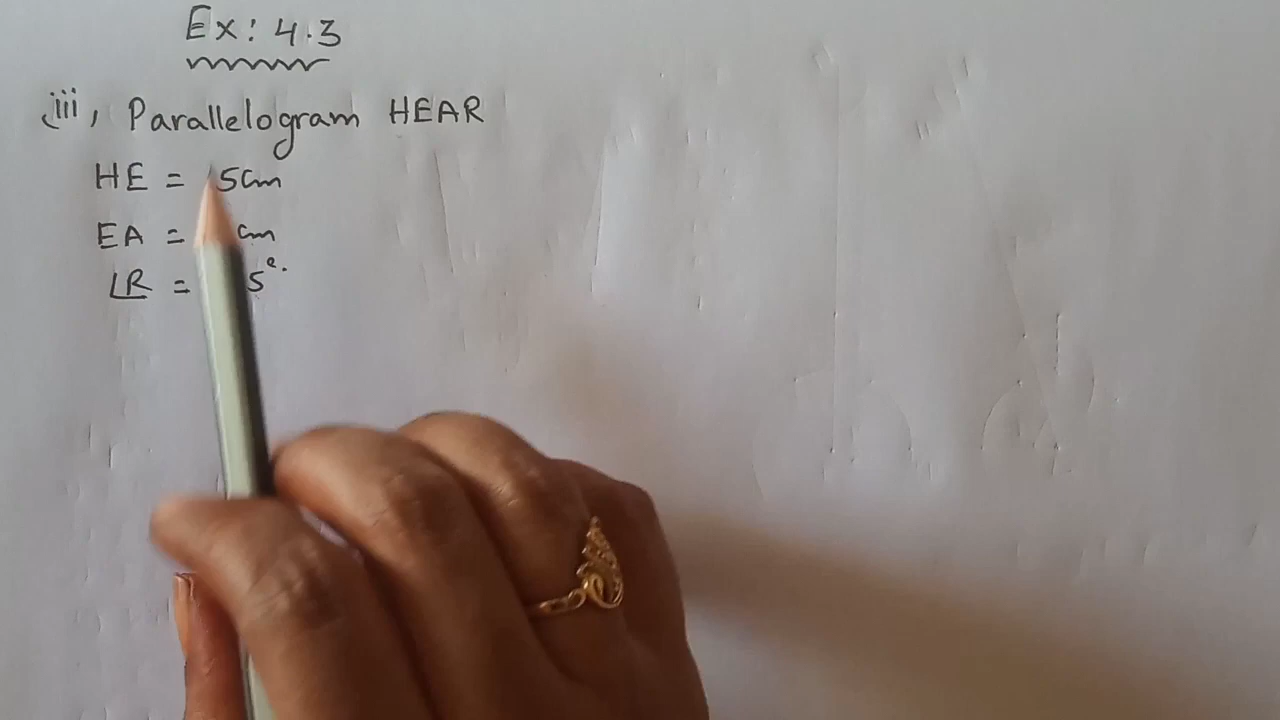 Ex: 4.3
iii, Parallelogram HEAR
HE = 5cm
EA = cm
∠R = 5°.